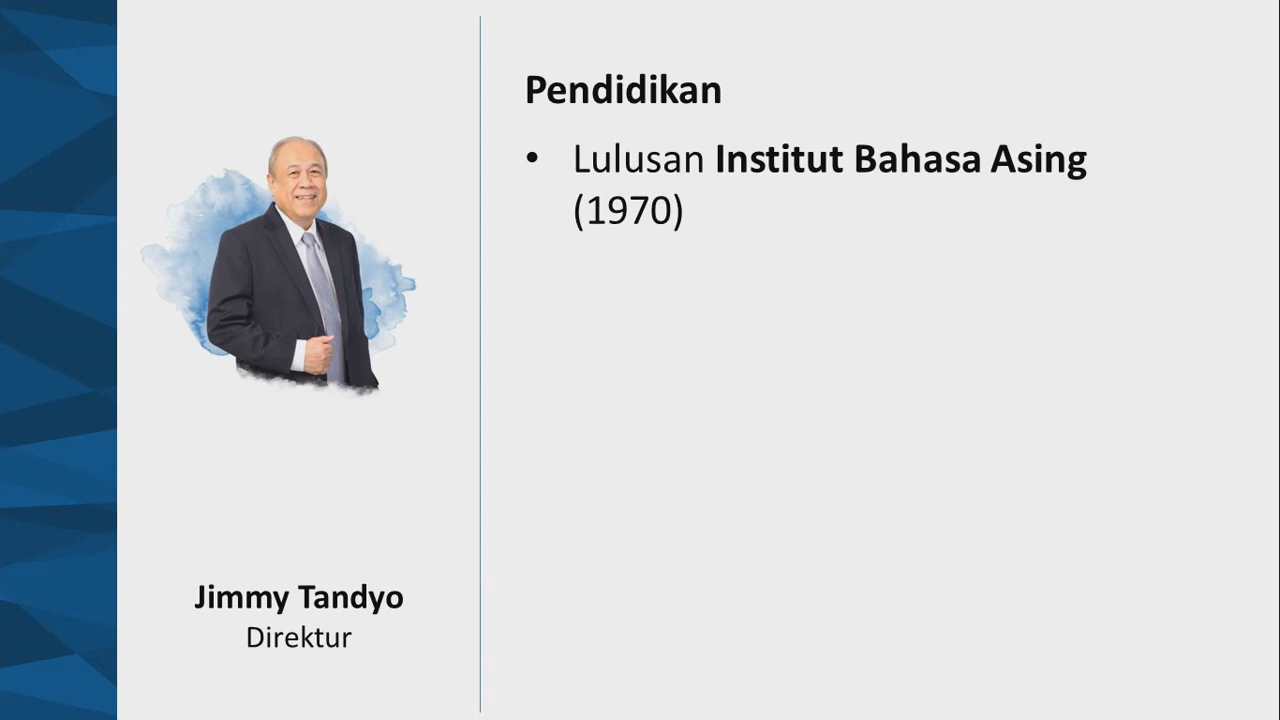 Pendidikan
• Lulusan Institut Bahasa Asing
(1970)
Jimmy Tandyo
Direktur